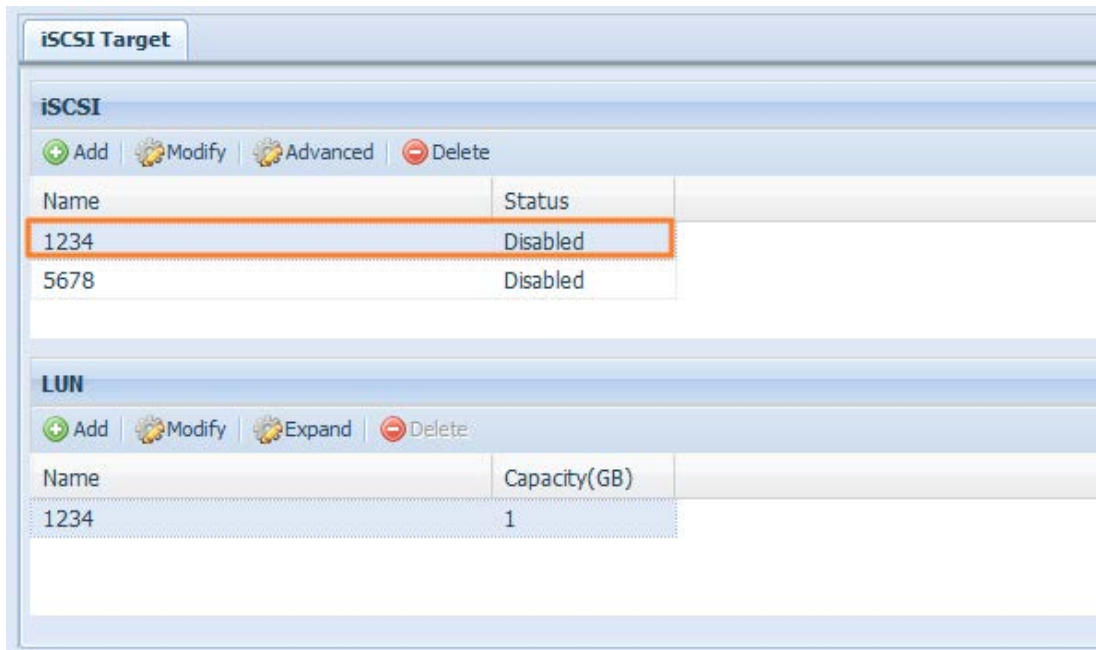 iSCSI Target
iSCSI
Add Modify Advanced Delete
Name Status
1234 Disabled
5678 Disabled
LUN
Add Modify Expand Delete
Name Capacity(GB)
1234 1